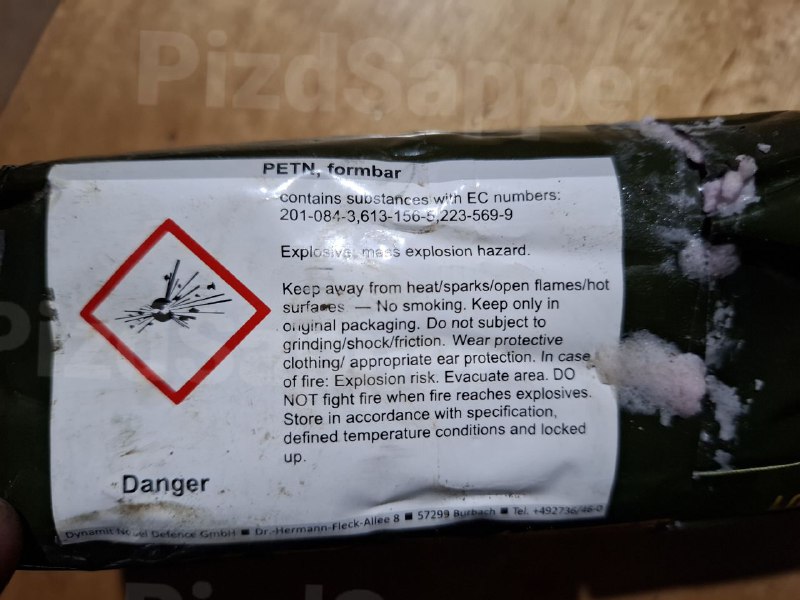 PizdSapper
PETN, formbar
contains substances with EC numbers:
201-084-3,613-156-5,223-569-9
Explosive, mass explosion hazard.
Keep away from heat/sparks/open flames/hot
surfaces. — No smoking. Keep only in
original packaging. Do not subject to
grinding/shock/friction. Wear protective
clothing/ appropriate ear protection. In case
of fire: Explosion risk. Evacuate area. DO
NOT fight fire when fire reaches explosives.
Store in accordance with specification,
defined temperature conditions and locked
up.
Danger
Dynamit Nobel Defence GmbH ■ Dr.-Hermann-Fleck-Allee 8 ■ 57299 Burbach ■ Tel. +492736/46-0
PizdSapper
PizdSapper